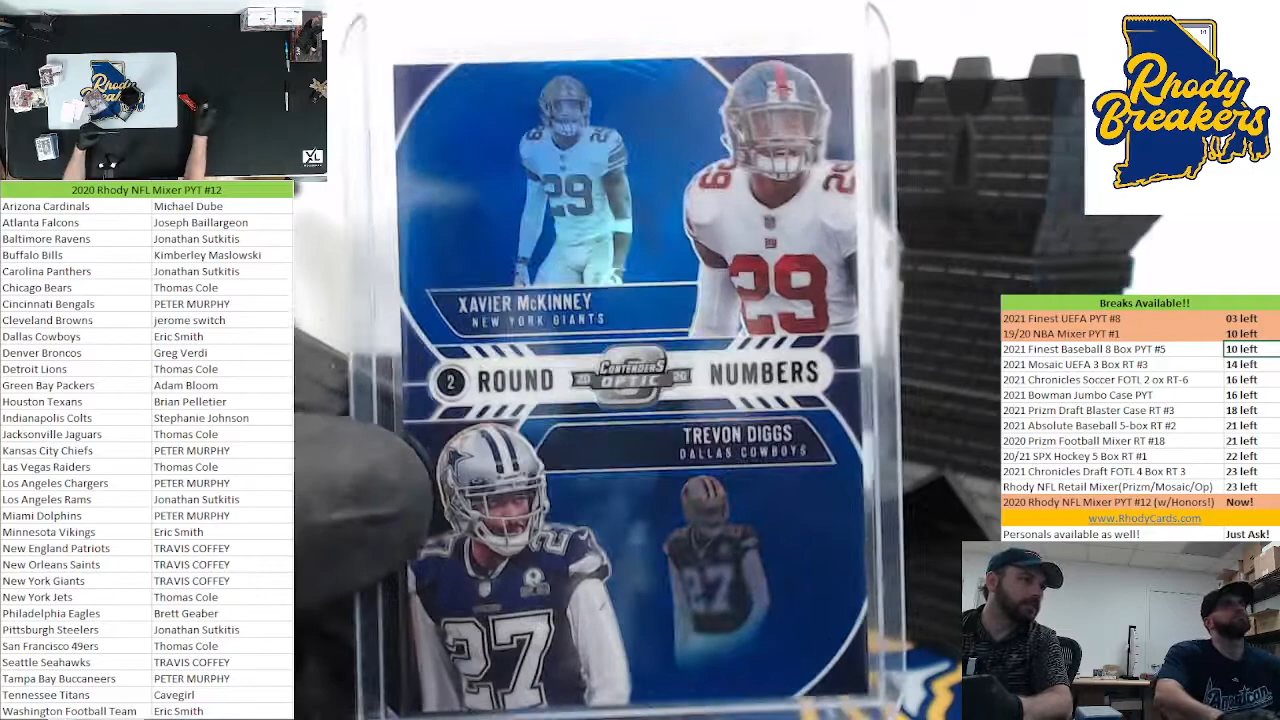 2020 Rhody NFL Mixer PYT #12
Arizona Cardinals Michael Dube
Atlanta Falcons Joseph Baillargeon
Baltimore Ravens Jonathan Sutkitis
Buffalo Bills Kimberley Maslowski
Carolina Panthers Jonathan Sutkitis
Chicago Bears Thomas Cole
Cincinnati Bengals PETER MURPHY
Cleveland Browns jerome switch
Dallas Cowboys Eric Smith
Denver Broncos Greg Verdi
Detroit Lions Thomas Cole
Green Bay Packers Adam Bloom
Houston Texans Brian Pelletier
Indianapolis Colts Stephanie Johnson
Jacksonville Jaguars Thomas Cole
Kansas City Chiefs PETER MURPHY
Las Vegas Raiders Thomas Cole
Los Angeles Chargers PETER MURPHY
Los Angeles Rams Jonathan Sutkitis
Miami Dolphins PETER MURPHY
Minnesota Vikings Eric Smith
New England Patriots TRAVIS COFFEY
New Orleans Saints TRAVIS COFFEY
New York Giants TRAVIS COFFEY
New York Jets Thomas Cole
Philadelphia Eagles Brett Geaber
Pittsburgh Steelers Jonathan Sutkitis
San Francisco 49ers Thomas Cole
Seattle Seahawks TRAVIS COFFEY
Tampa Bay Buccaneers PETER MURPHY
Tennessee Titans Cavegirl
Washington Football Team Eric Smith
XL
29 29
29
29 29
29
XAVIER McKINNEY
NEW YORK GIANTS
2 ROUND CONTENDERS OPTIC NUMBERS
20 20
TREVON DIGGS
DALLAS COWBOYS
27 27
27
27
Rhody
Breakers
Breaks Available!!
2021 Finest UEFA PYT #8 03 left
19/20 NBA Mixer PYT #1 10 left
2021 Finest Baseball 8 Box PYT #5 10 left
2021 Mosaic UEFA 3 Box RT #3 14 left
2021 Chronicles Soccer FOTL 2 ox RT-6 16 left
2021 Bowman Jumbo Case PYT 16 left
2021 Prizm Draft Blaster Case RT #3 18 left
2021 Absolute Baseball 5-box RT #2 21 left
2020 Prizm Football Mixer RT #18 21 left
20/21 SPX Hockey 5 Box RT #1 22 left
2021 Chronicles Draft FOTL 4 Box RT 3 23 left
Rhody NFL Retail Mixer(Prizm/Mosaic/Op) 23 left
2020 Rhody NFL Mixer PYT #12 (w/Honors!) Now!
www.RhodyCards.com
Personals available as well! Just Ask!
American